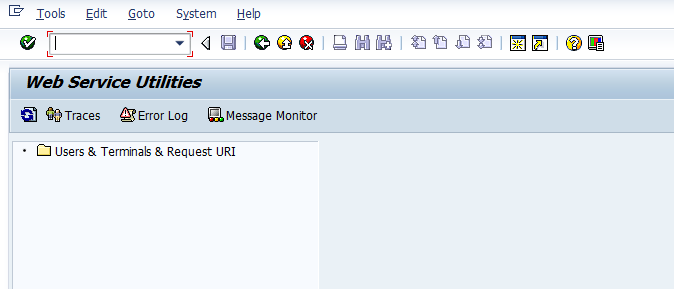 Tools Edit Goto System Help
Web Service Utilities
Traces Error Log Message Monitor
Users & Terminals & Request URI